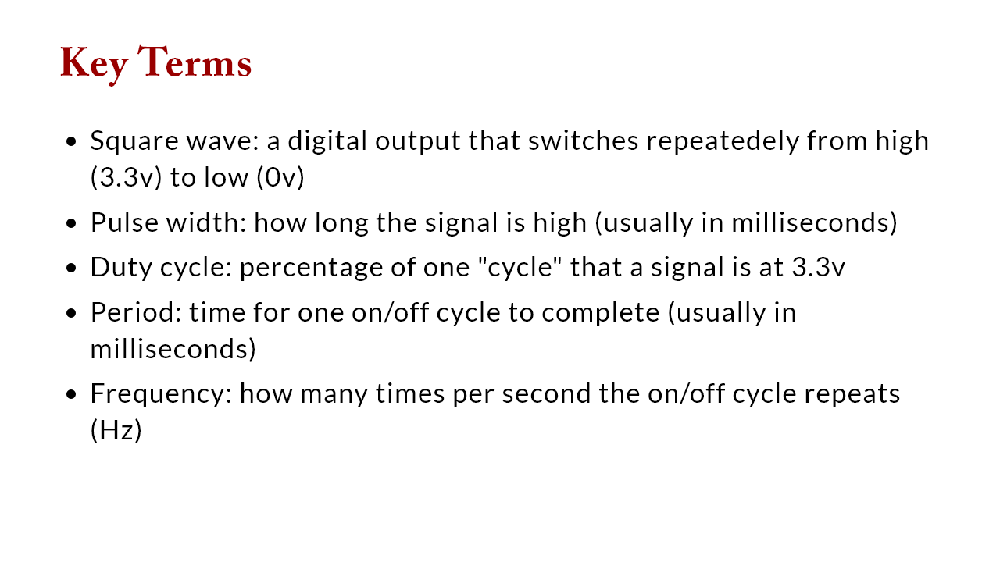 Key Terms
• Square wave: a digital output that switches repeatedely from high
(3.3v) to low (0v)
• Pulse width: how long the signal is high (usually in milliseconds)
• Duty cycle: percentage of one "cycle" that a signal is at 3.3v
• Period: time for one on/off cycle to complete (usually in
milliseconds)
• Frequency: how many times per second the on/off cycle repeats
(Hz)